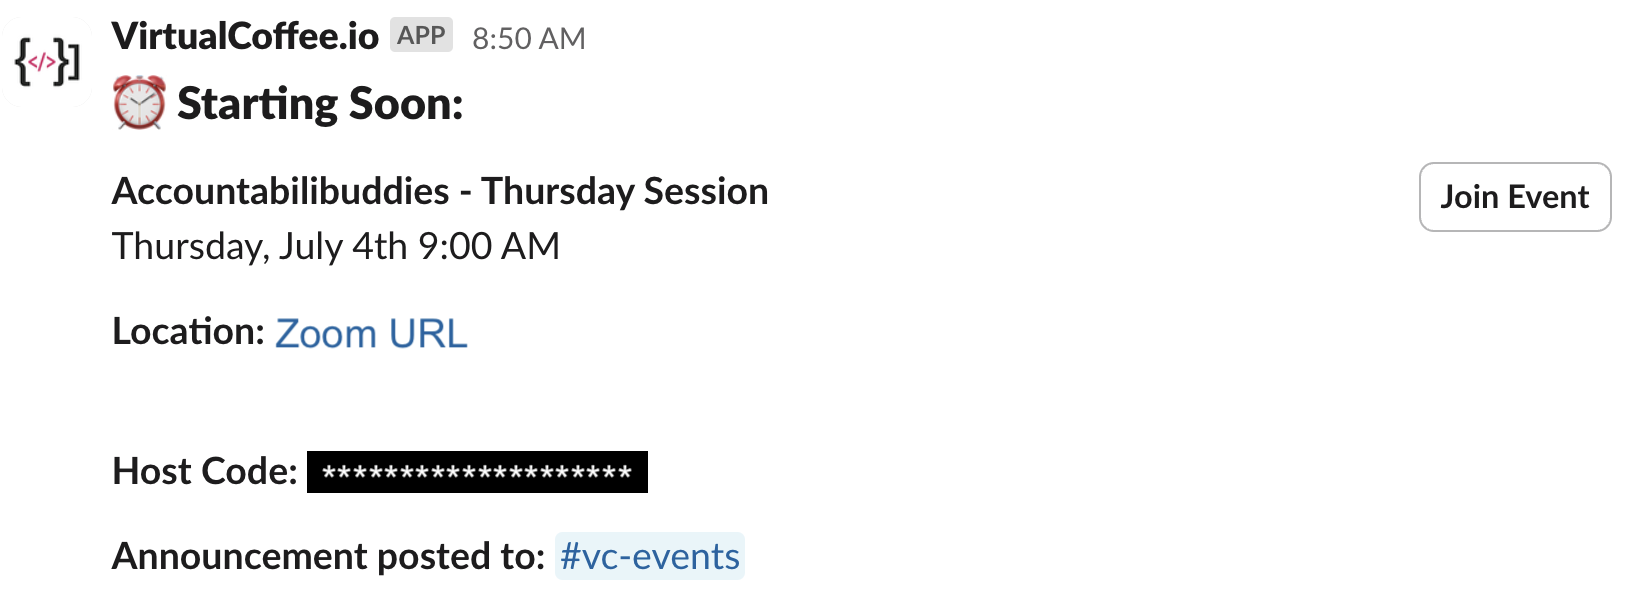 {</>}]
VirtualCoffee.io APP 8:50 AM
Starting Soon:
Accountabilibuddies - Thursday Session
Join Event
Thursday, July 4th 9:00 AM
Location: Zoom URL
Host Code: ********************
Announcement posted to: #vc-events